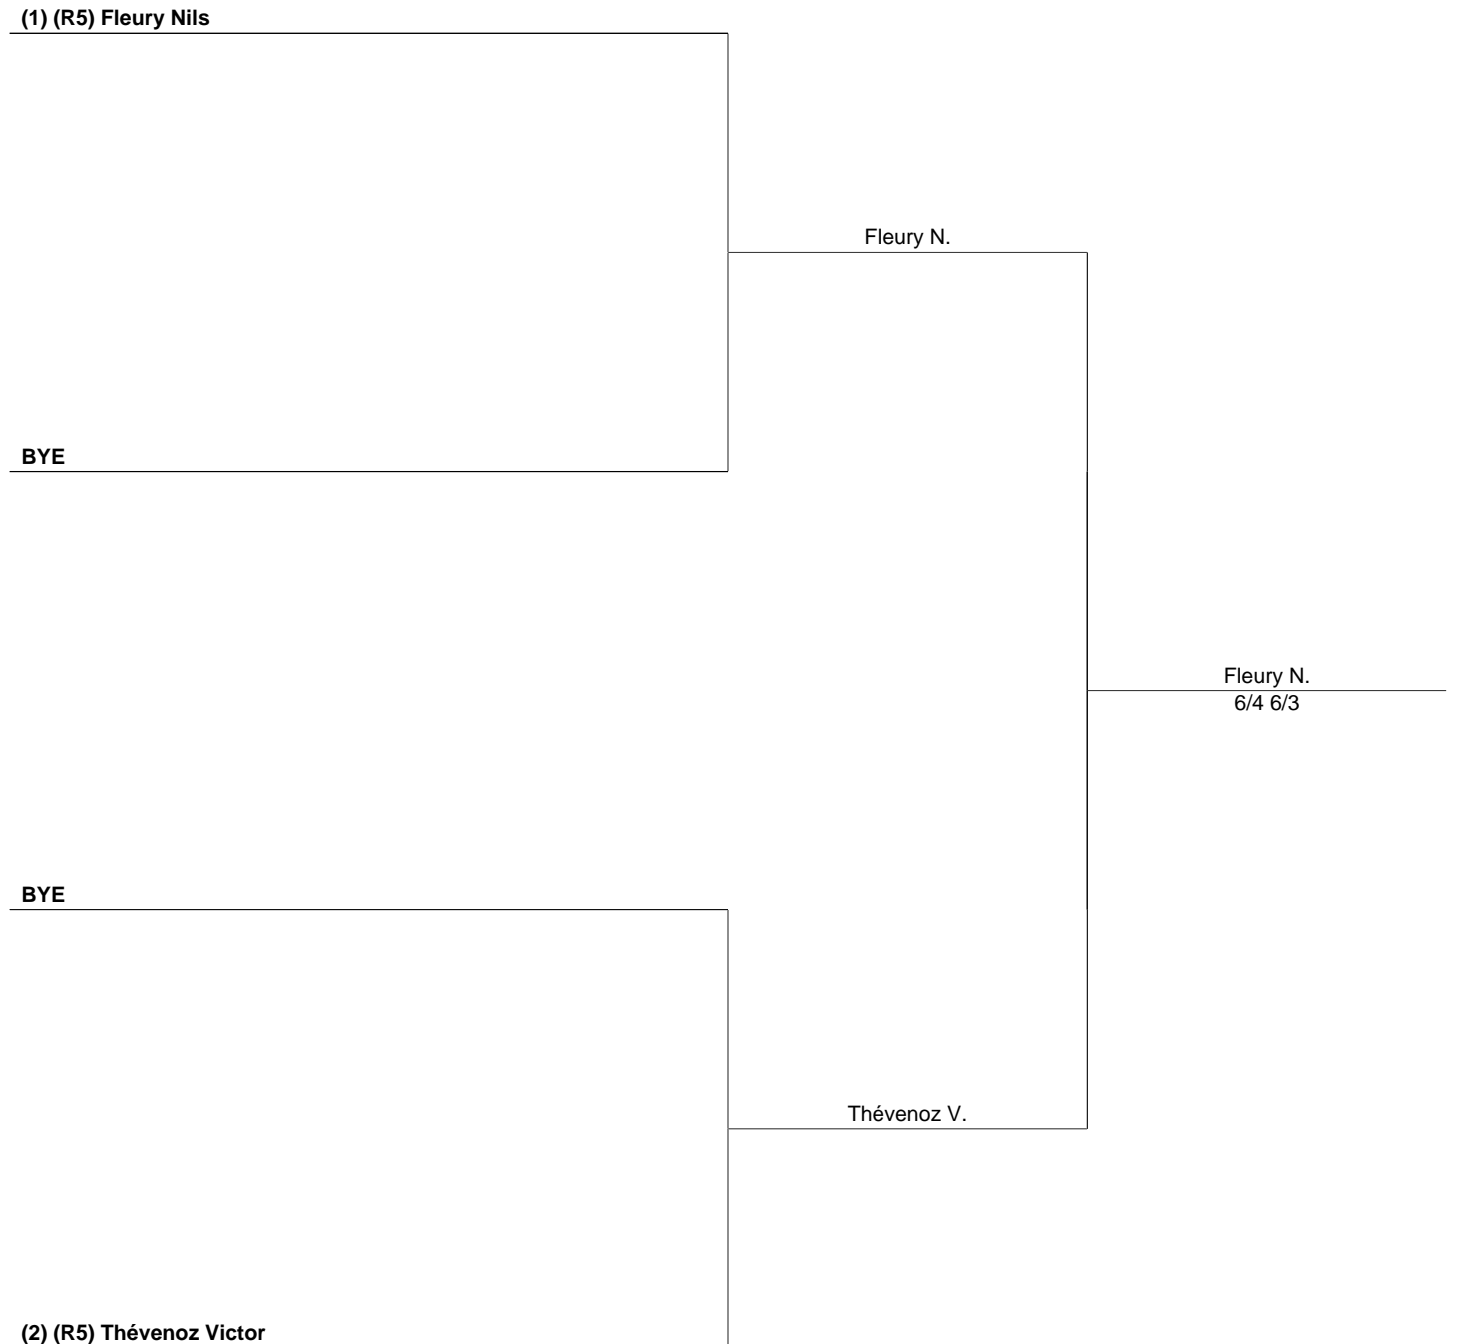 (1) (R5) Fleury Nils
Fleury N.
BYE
Fleury N.
6/4 6/3
BYE
Thévenoz V.
(2) (R5) Thévenoz Victor